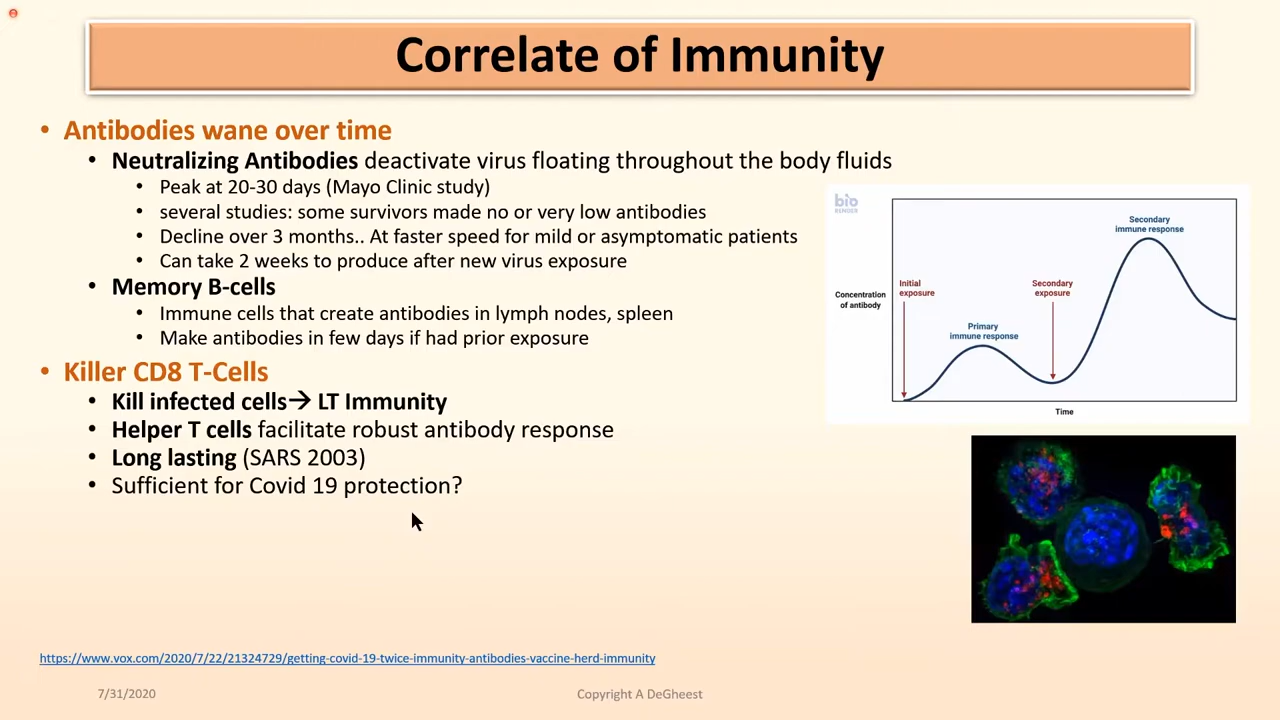 Correlate of Immunity
• Antibodies wane over time
• Neutralizing Antibodies deactivate virus floating throughout the body fluids
• Peak at 20-30 days (Mayo Clinic study)
• several studies: some survivors made no or very low antibodies
• Decline over 3 months.. At faster speed for mild or asymptomatic patients
• Can take 2 weeks to produce after new virus exposure
• Memory B-cells
• Immune cells that create antibodies in lymph nodes, spleen
• Make antibodies in few days if had prior exposure
• Killer CD8 T-Cells
• Kill infected cells→ LT Immunity
• Helper T cells facilitate robust antibody response
• Long lasting (SARS 2003)
• Sufficient for Covid 19 protection?
bio
RENDER
Secondary
immune response
Initial
exposure
Secondary
exposure
Concentration
of antibody
Primary
immune response
Time
https://www.vox.com/2020/7/22/21324729/getting-covid-19-twice-immunity-antibodies-vaccine-herd-immunity
7/31/2020
Copyright A DeGheest